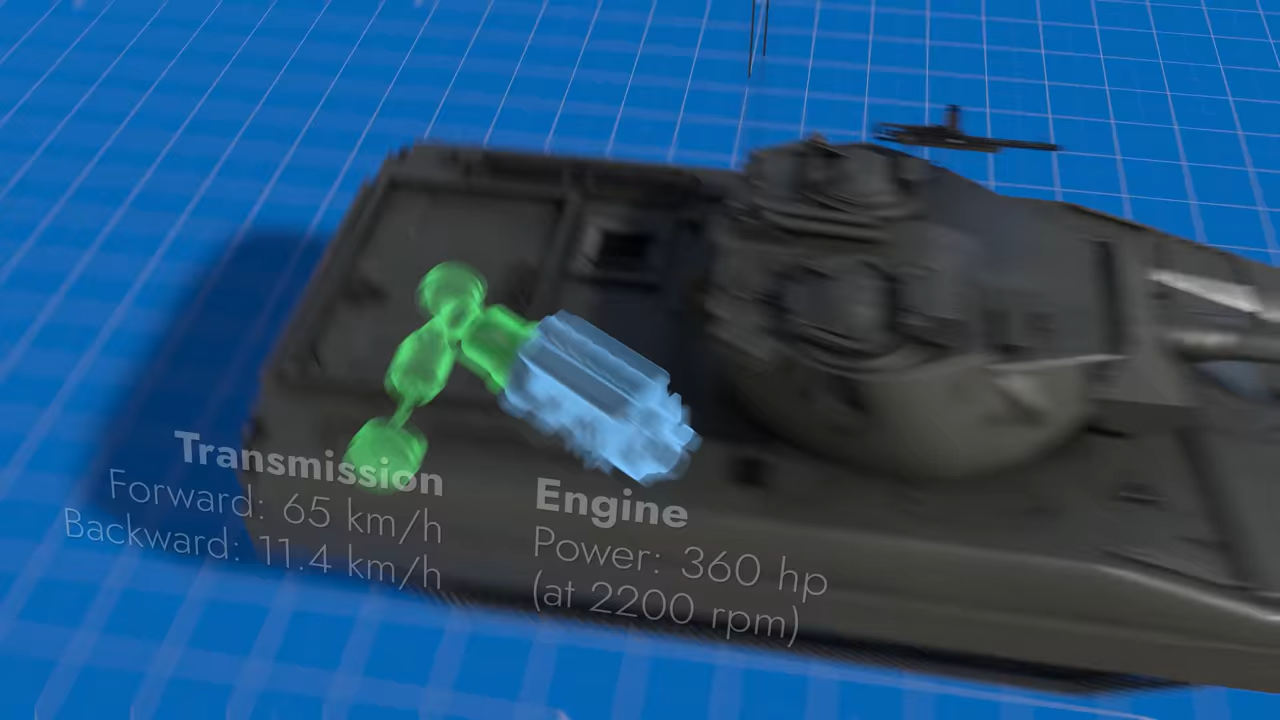 Transmission
Forward: 65 km/h
Backward: 11.4 km/h
Engine
Power: 360 hp
(at 2200 rpm)